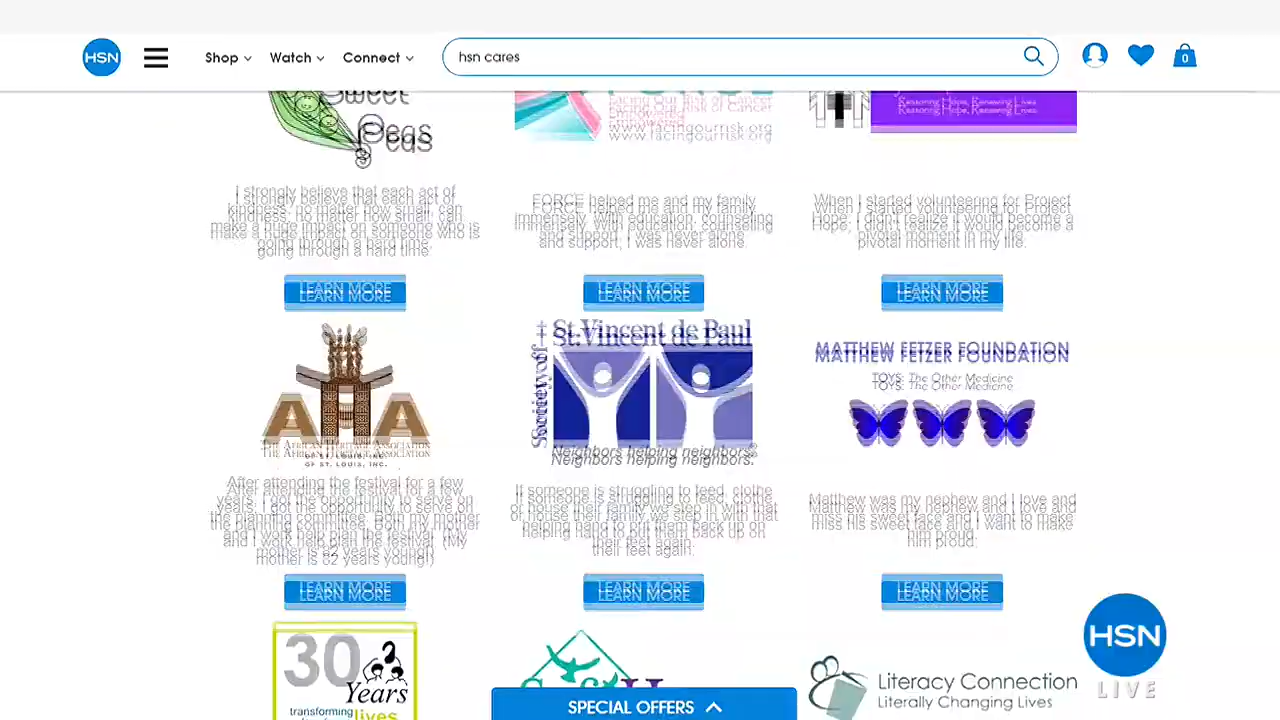 HSN
Shop
Watch
Connect
hsn cares
0
Sweet
Peas
Facing Our Risk of Cancer
Empowered
www.facingourrisk.org
Restoring Hope, Renewing Lives
I strongly believe that each act of
kindness, no matter how small, can
make a huge impact on someone who is
going through a hard time.
FORCE helped me and my family
immensely. With education, counseling
and support, I was never alone.
When I started volunteering for Project
Hope, I didn't realize it would become a
pivotal moment in my life.
LEARN MORE
LEARN MORE
LEARN MORE
AHA
THE AFRICAN HERITAGE ASSOCIATION
OF ST. LOUIS, INC.
Society of
St.Vincent de Paul
Neighbors helping neighbors.®
MATTHEW FETZER FOUNDATION
TOYS: The Other Medicine
After attending the festival for a few
years, I got the opportunity to serve on
the planning committee. Both my mother
and I work help plan the festival. (My
mother is 82 years young!)
If someone is struggling to feed, clothe
or house their family we step in with that
helping hand to put them back up on
their feet again.
Matthew was my nephew and I love and
miss his sweet face and I want to make
him proud.
LEARN MORE
LEARN MORE
LEARN MORE
30
Years
transforming
lives
Literacy Connection
Literally Changing Lives
SPECIAL OFFERS
HSN
LIVE